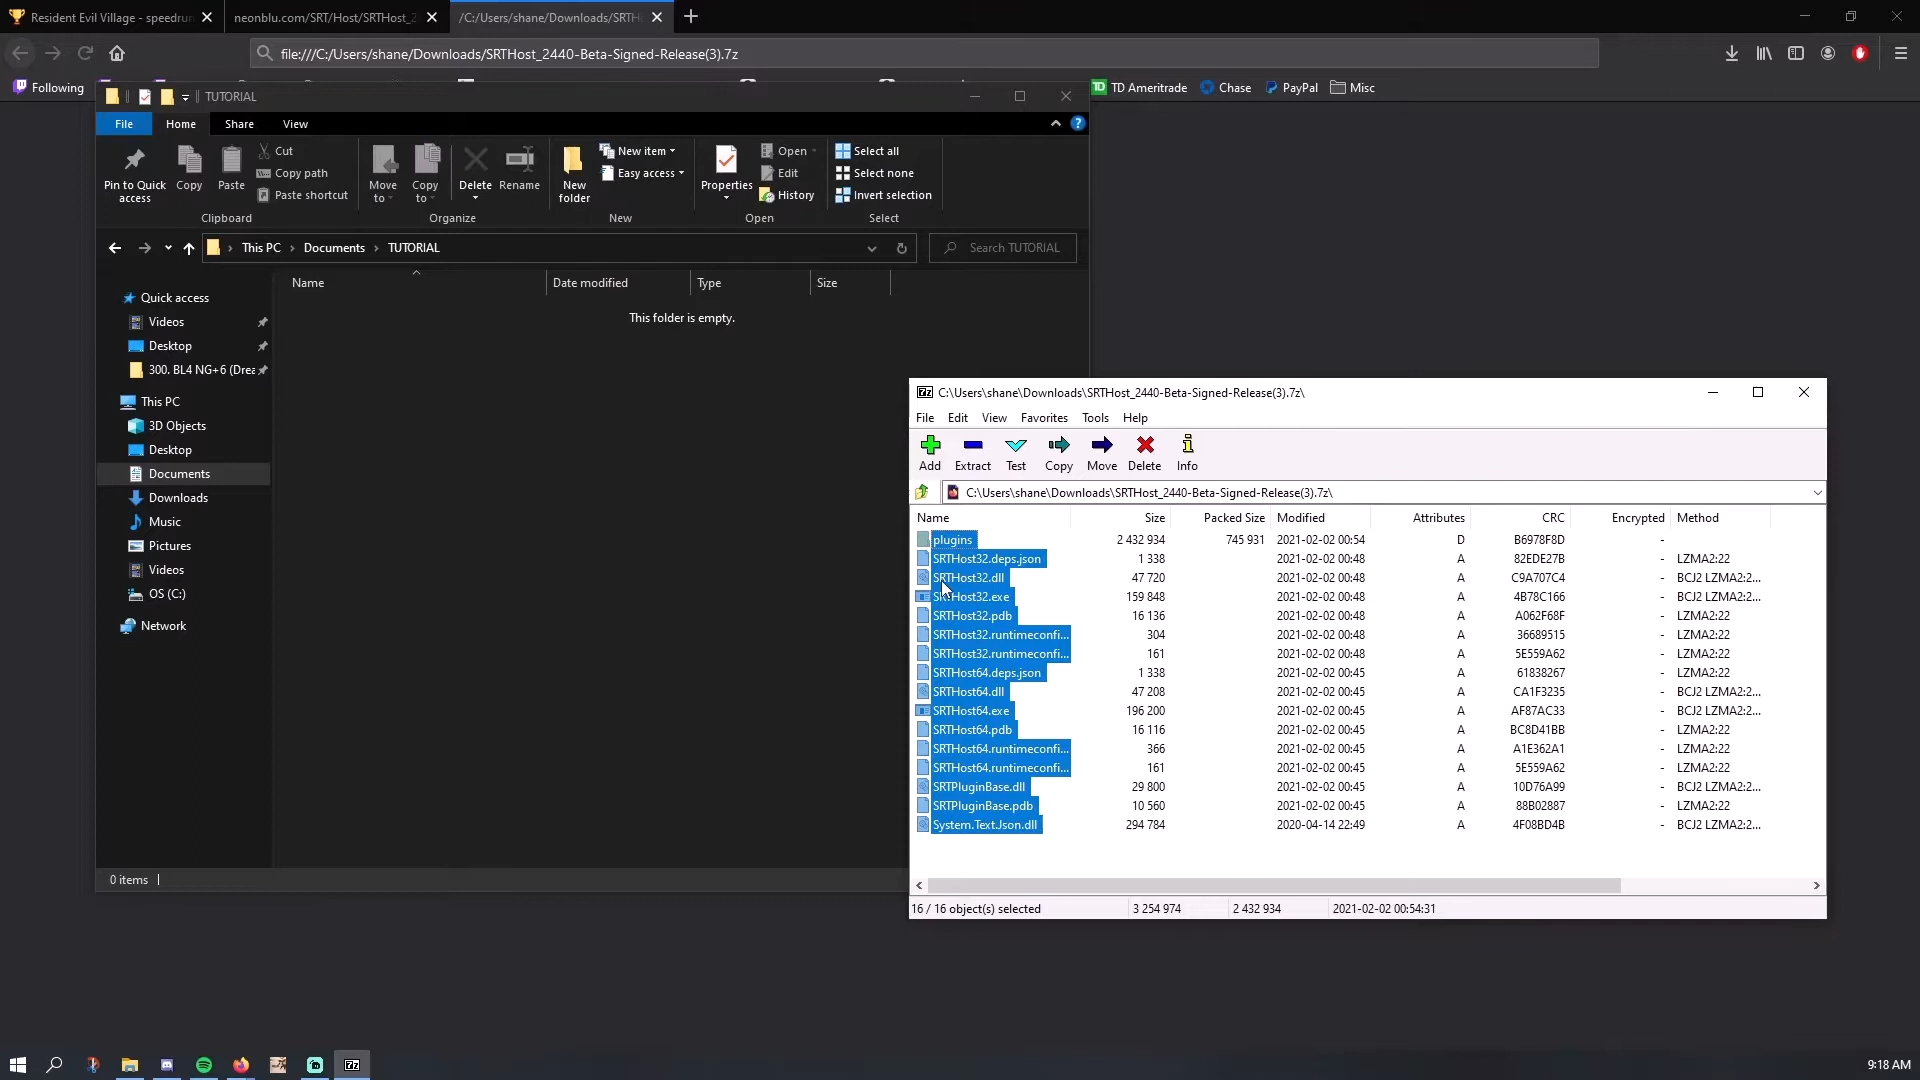 Resident Evil Village - speedrun
neonblu.com/SRT/Host/SRTHost_2
/C:/Users/shane/Downloads/SRTH
file:///C:/Users/shane/Downloads/SRTHost_2440-Beta-Signed-Release(3).7z
Following
TD Ameritrade
Chase
PayPal
Misc
TUTORIAL
File
Home
Share
View
Pin to Quick access
Copy
Paste
Cut
Copy path
Paste shortcut
Clipboard
Move to
Copy to
Delete
Rename
Organize
New folder
New item
Easy access
New
Properties
Open
Edit
History
Open
Select all
Select none
Invert selection
Select
This PC > Documents > TUTORIAL
Search TUTORIAL
Name
Date modified
Type
Size
This folder is empty.
Quick access
Videos
Desktop
300. BL4 NG+6 (Drea
This PC
3D Objects
Desktop
Documents
Downloads
Music
Pictures
Videos
OS (C:)
Network
0 items
C:\Users\shane\Downloads\SRTHost_2440-Beta-Signed-Release(3).7z\
File Edit View Favorites Tools Help
Add Extract Test Copy Move Delete Info
C:\Users\shane\Downloads\SRTHost_2440-Beta-Signed-Release(3).7z\
Name Size Packed Size Modified Attributes CRC Encrypted Method
plugins 2 432 934 745 931 2021-02-02 00:54 D B6978F8D -
SRTHost32.deps.json 1 338 2021-02-02 00:48 A 82EDE27B - LZMA2:22
SRTHost32.dll 47 720 2021-02-02 00:48 A C9A707C4 - BCJ2 LZMA2:2...
SRTHost32.exe 159 848 2021-02-02 00:48 A 4B78C166 - BCJ2 LZMA2:2...
SRTHost32.pdb 16 136 2021-02-02 00:48 A A062F68F - LZMA2:22
SRTHost32.runtimeconfi... 304 2021-02-02 00:48 A 36689515 - LZMA2:22
SRTHost32.runtimeconfi... 161 2021-02-02 00:48 A 5E559A62 - LZMA2:22
SRTHost64.deps.json 1 338 2021-02-02 00:45 A 61838267 - LZMA2:22
SRTHost64.dll 47 208 2021-02-02 00:45 A CA1F3235 - BCJ2 LZMA2:2...
SRTHost64.exe 196 200 2021-02-02 00:45 A AF87AC33 - BCJ2 LZMA2:2...
SRTHost64.pdb 16 116 2021-02-02 00:45 A BC8D41BB - LZMA2:22
SRTHost64.runtimeconfi... 366 2021-02-02 00:45 A A1E362A1 - LZMA2:22
SRTHost64.runtimeconfi... 161 2021-02-02 00:45 A 5E559A62 - LZMA2:22
SRTPluginBase.dll 29 800 2021-02-02 00:45 A 10D76A99 - BCJ2 LZMA2:2...
SRTPluginBase.pdb 10 560 2021-02-02 00:45 A 88B02887 - LZMA2:22
System.Text.Json.dll 294 784 2020-04-14 22:49 A 4F08BD4B - BCJ2 LZMA2:2...
16 / 16 object(s) selected 3 254 974 2 432 934 2021-02-02 00:54:31
9:18 AM